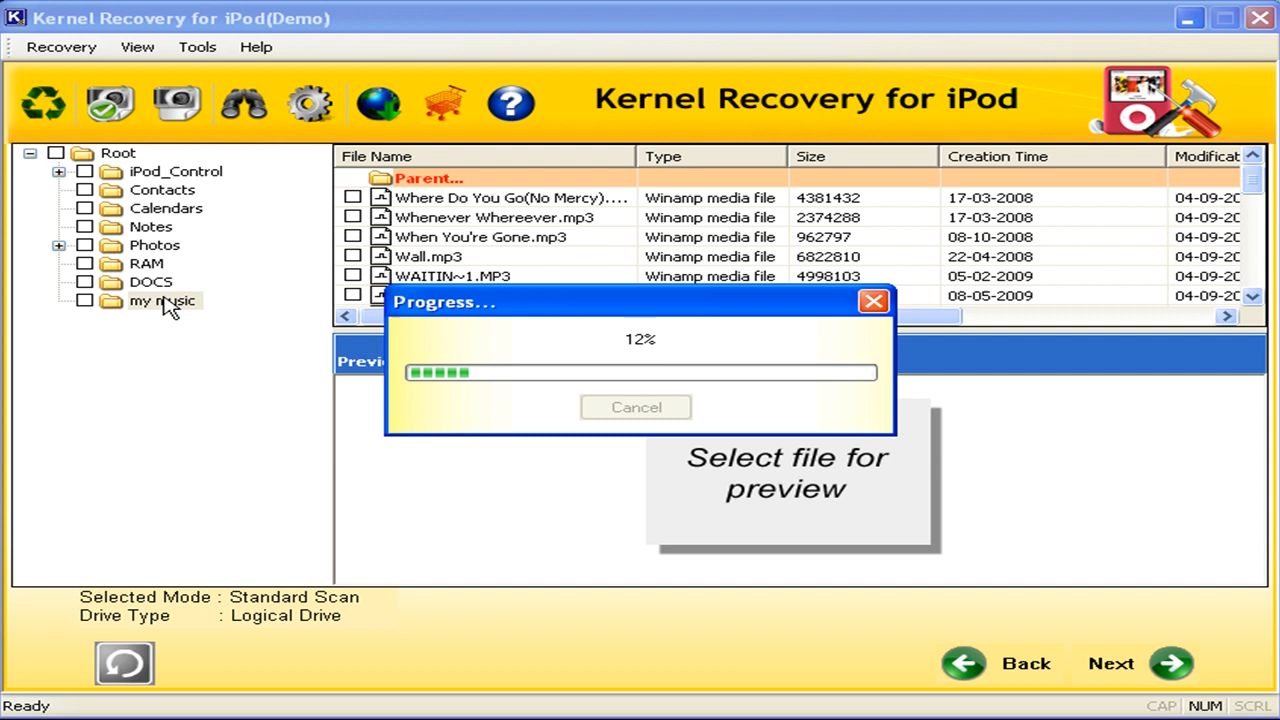 Kernel Recovery for iPod(Demo)
Recovery View Tools Help
Kernel Recovery for iPod
Root
iPod_Control
Contacts
Calendars
Notes
Photos
RAM
DOCS
my music
File Name Type Size Creation Time Modificat
Parent...
Where Do You Go(No Mercy).... Winamp media file 4381432 17-03-2008 04-09-20
Whenever Whereever.mp3 Winamp media file 2374288 17-03-2008 04-09-20
When You're Gone.mp3 Winamp media file 962797 08-10-2008 04-09-20
Wall.mp3 Winamp media file 6822810 22-04-2008 04-09-20
WAITIN~1.MP3 Winamp media file 4998103 05-02-2009 04-09-20
08-05-2009 04-09-20
Progress...
12%
Cancel
Previ
Select file for
preview
Selected Mode : Standard Scan
Drive Type : Logical Drive
Back Next
Ready CAP NUM SCRL